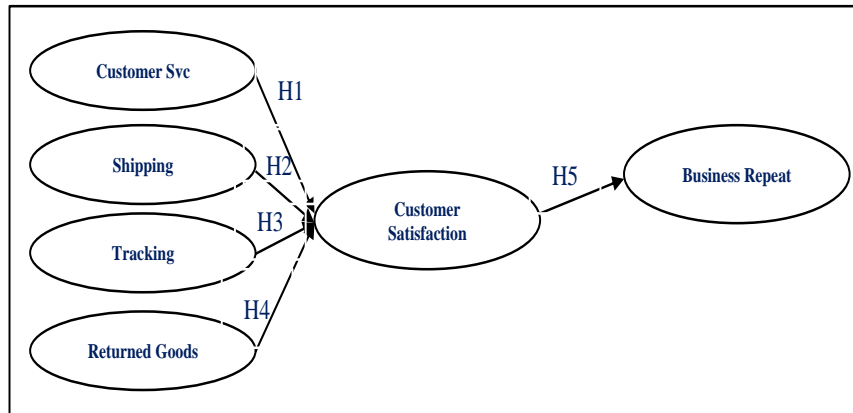 Customer Svc
H1
Shipping
H2
H3
Tracking
H4
Returned Goods
Customer
Satisfaction
H5
Business Repeat